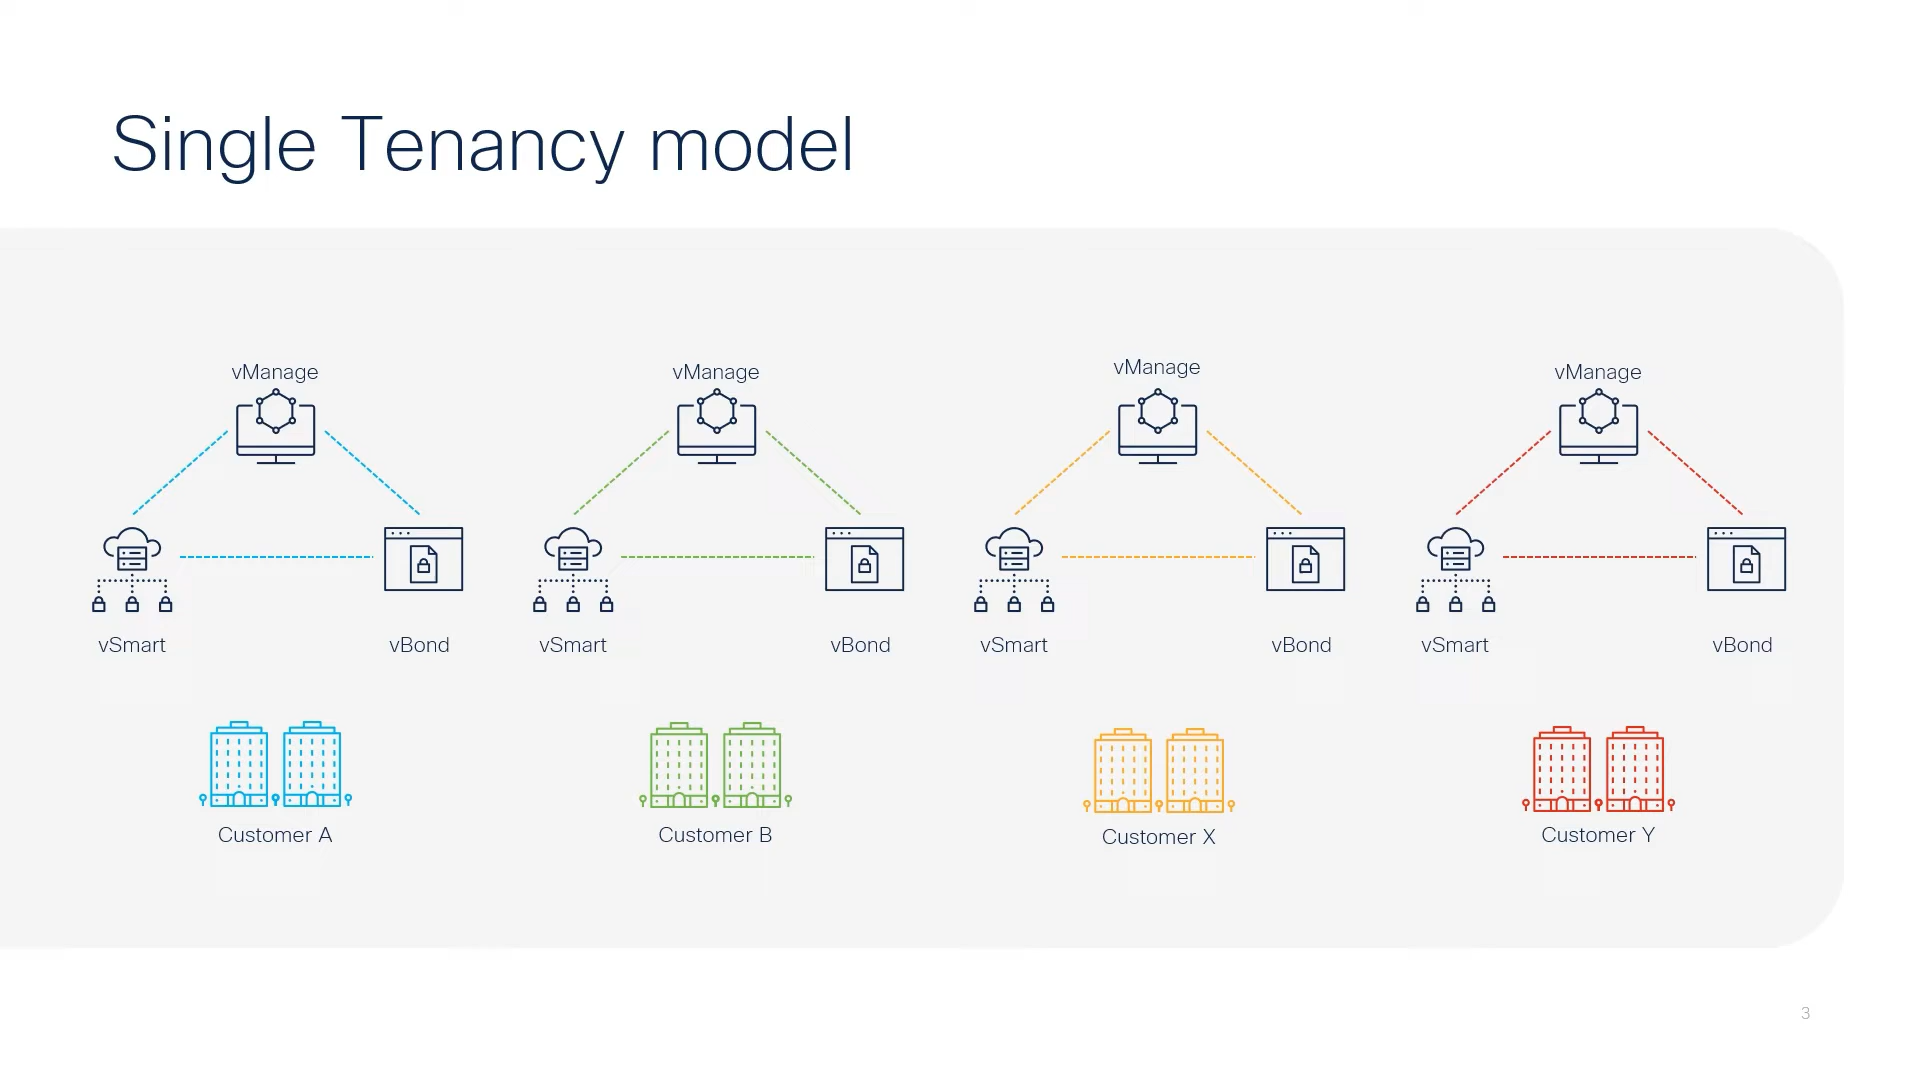 Single Tenancy model
vManage
vManage
vManage
vManage
vSmart
vBond
vSmart
vBond
vSmart
vBond
vSmart
vBond
Customer A
Customer B
Customer X
Customer Y
3